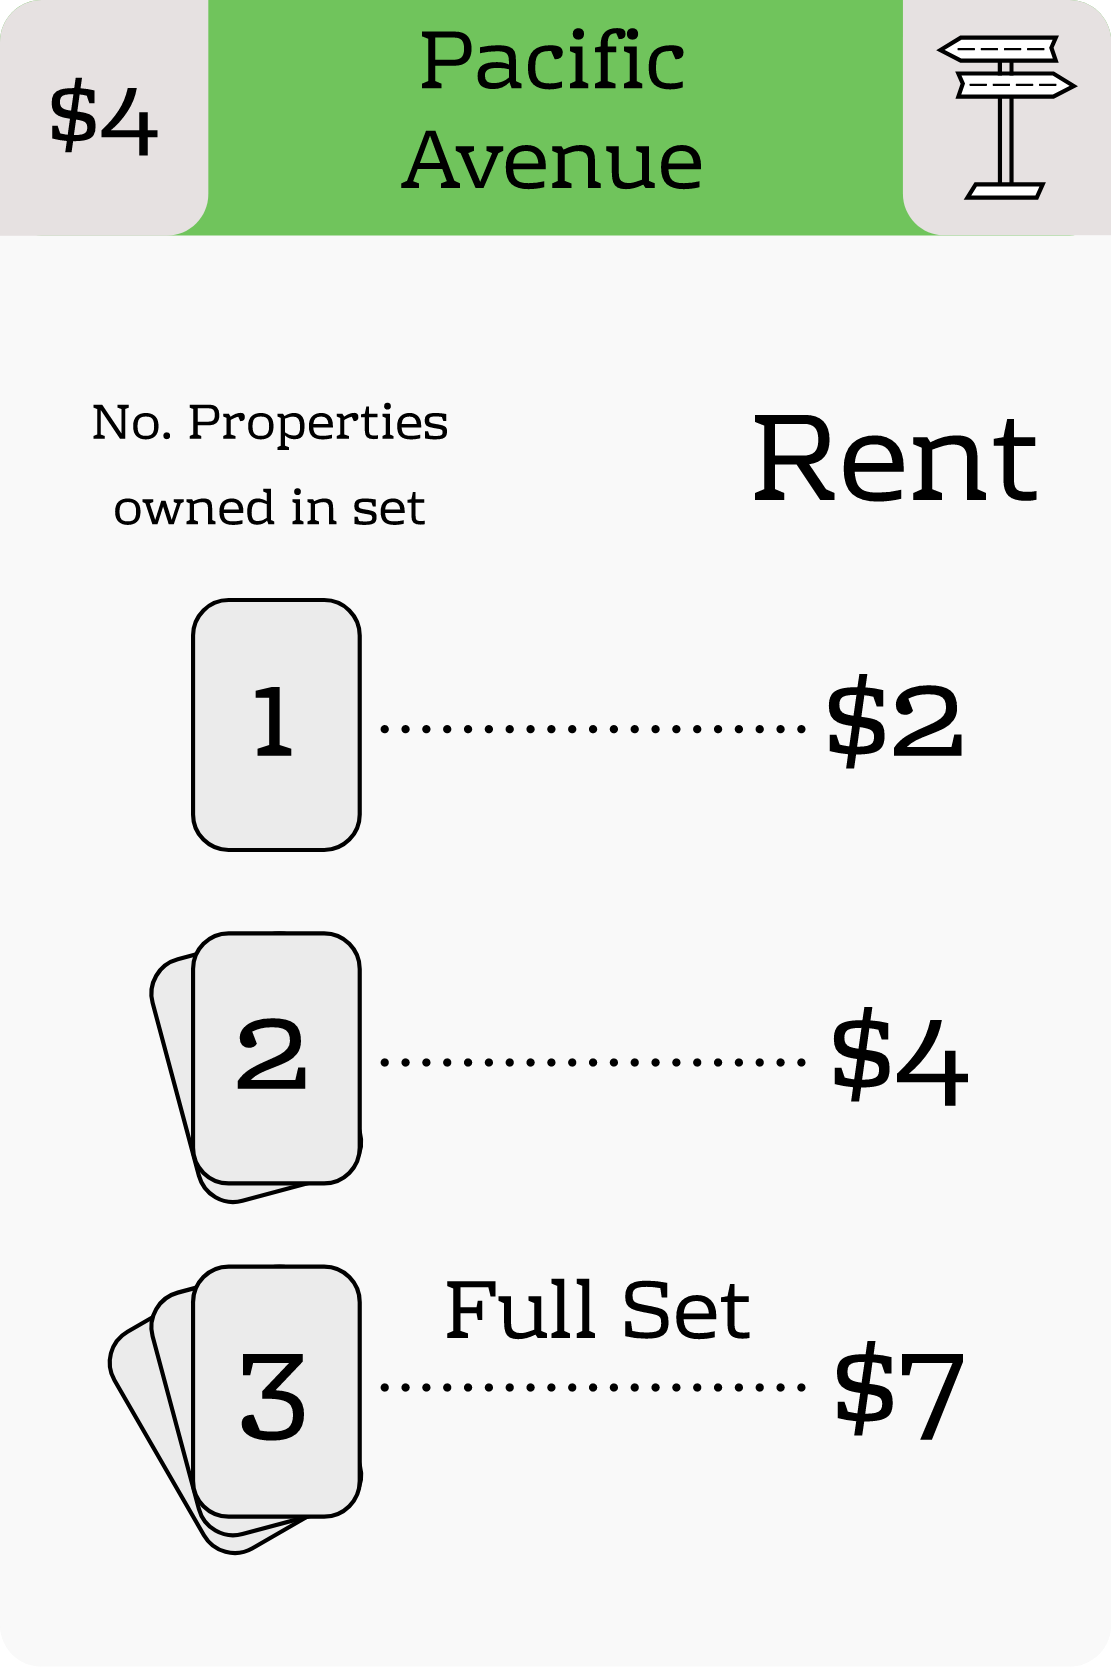 $4
Pacific
Avenue
No. Properties
owned in set
Rent
1 $2
2 $4
Full Set
3 $7